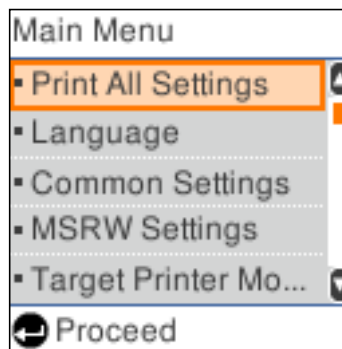 Main Menu
Print All Settings
Language
Common Settings
MSRW Settings
Target Printer Mo...
Proceed